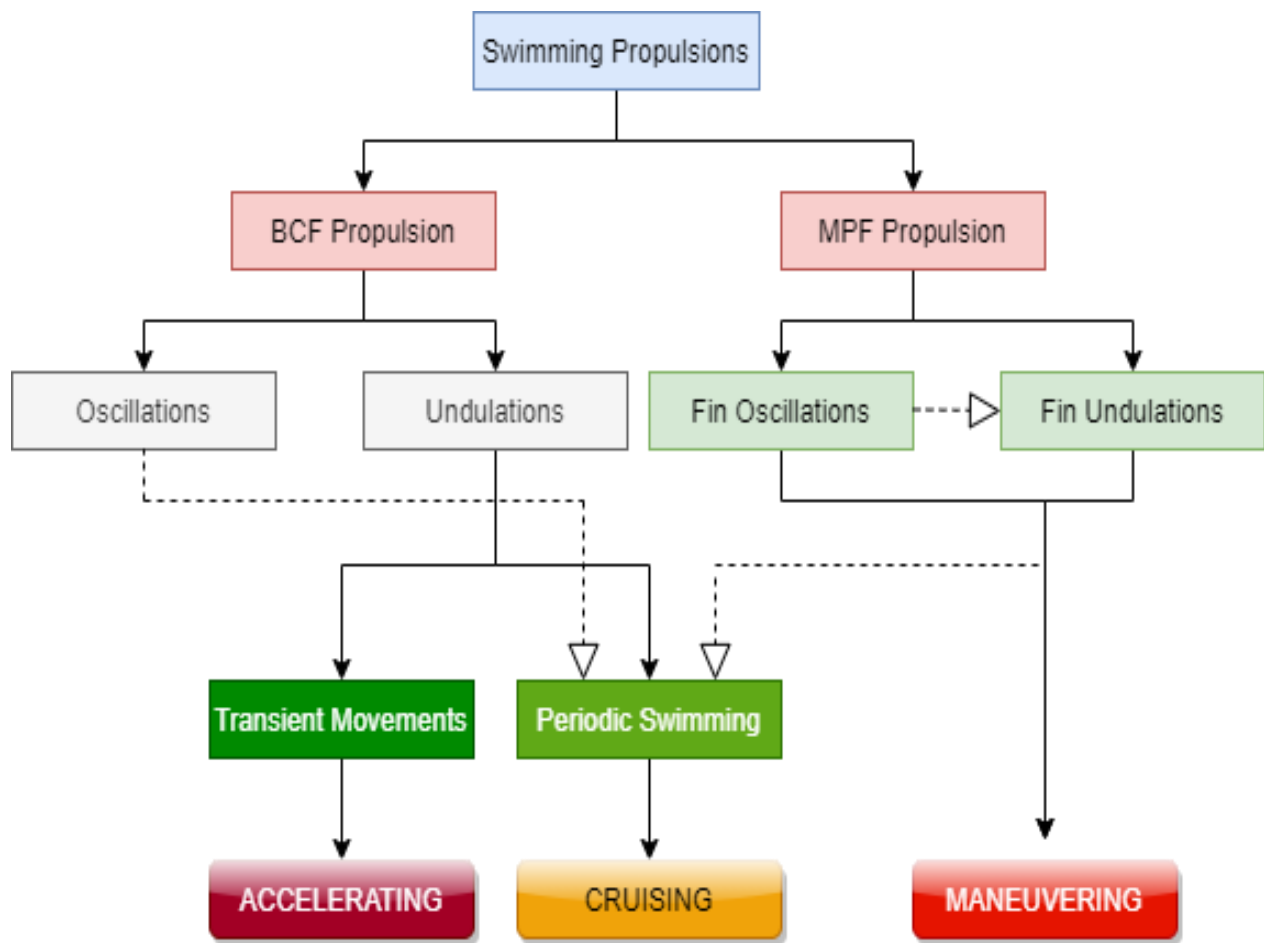 Swimming Propulsions
BCF Propulsion
MPF Propulsion
Oscillations
Undulations
Fin Oscillations
Fin Undulations
Transient Movements
Periodic Swimming
ACCELERATING
CRUISING
MANEUVERING